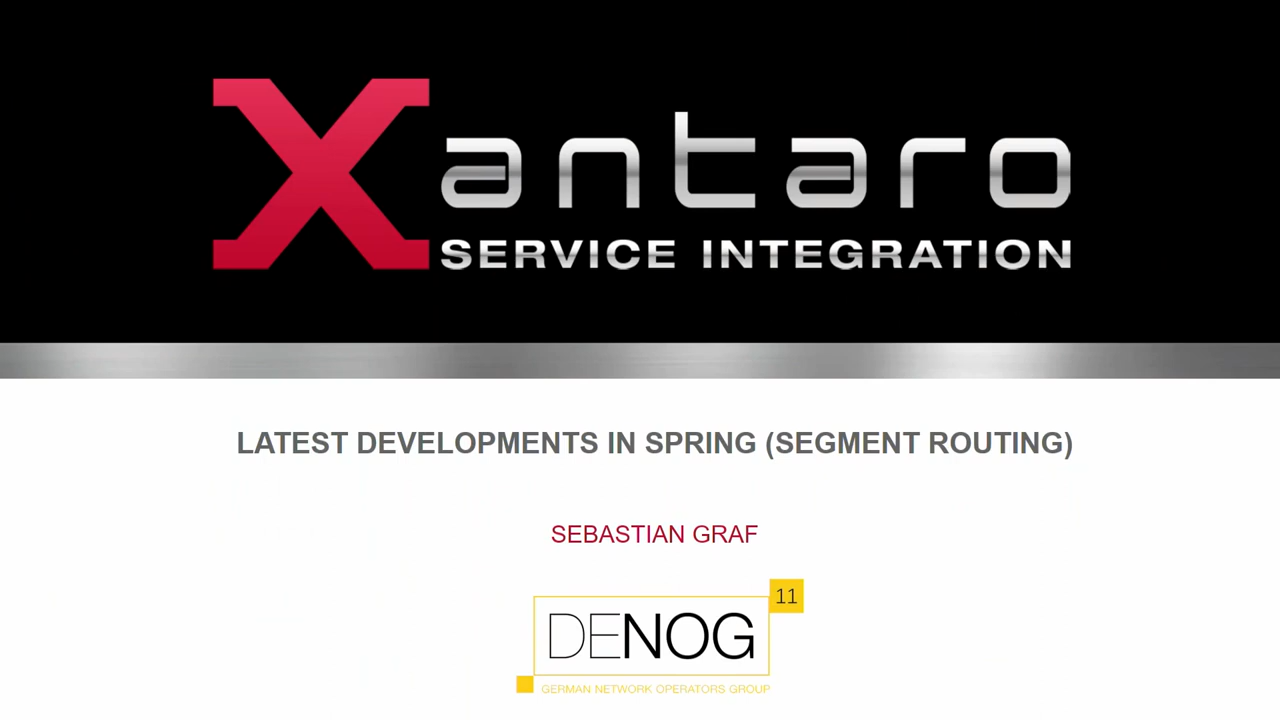 Xantaro
SERVICE INTEGRATION
LATEST DEVELOPMENTS IN SPRING (SEGMENT ROUTING)
SEBASTIAN GRAF
11
DENOG
GERMAN NETWORK OPERATORS GROUP